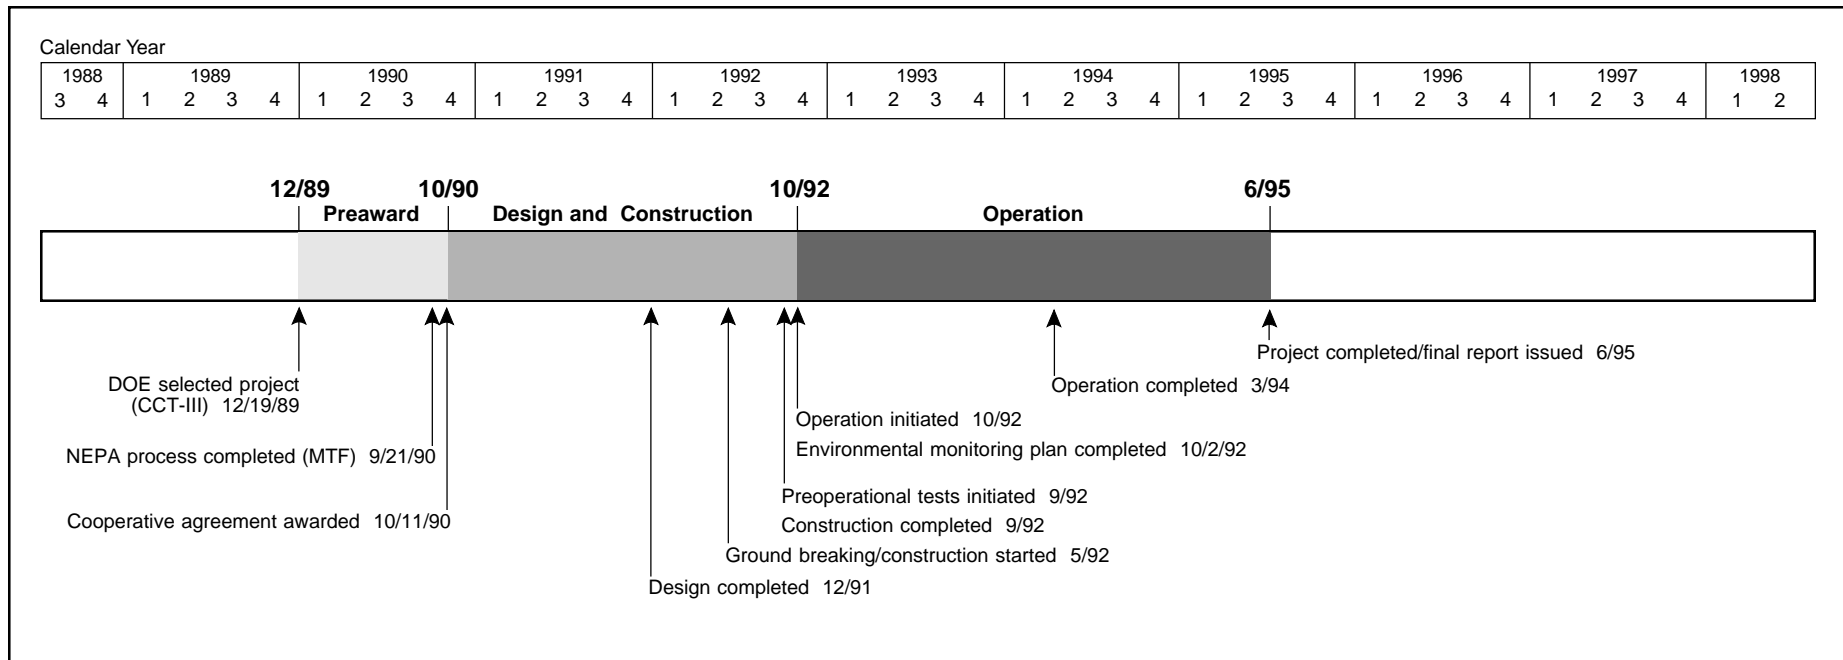 Calendar Year
1988 1989 1990 1991 1992 1993 1994 1995 1996 1997 1998
3 4 1 2 3 4 1 2 3 4 1 2 3 4 1 2 3 4 1 2 3 4 1 2 3 4 1 2 3 4 1 2 3 4 1 2 3 4 1 2
12/89 10/90 10/92 6/95
Preaward Design and Construction Operation
Project completed/final report issued 6/95
DOE selected project
(CCT-III) 12/19/89
Operation completed 3/94
Operation initiated 10/92
NEPA process completed (MTF) 9/21/90
Environmental monitoring plan completed 10/2/92
Preoperational tests initiated 9/92
Cooperative agreement awarded 10/11/90
Construction completed 9/92
Ground breaking/construction started 5/92
Design completed 12/91